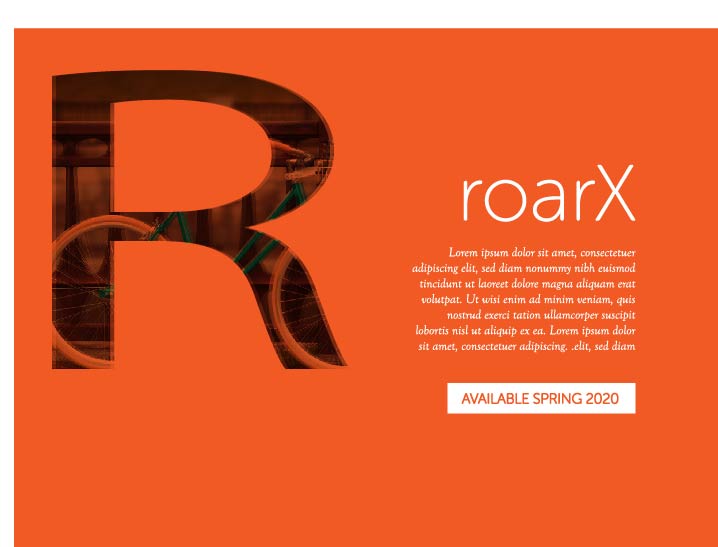 R
roarX
Lorem ipsum dolor sit amet, consectetuer
adipiscing elit, sed diam nonummy nibh euismod
tincidunt ut laoreet dolore magna aliquam erat
volutpat. Ut wisi enim ad minim veniam, quis
nostrud exerci tation ullamcorper suscipit
lobortis nisl ut aliquip ex ea. Lorem ipsum dolor
sit amet, consectetuer adipiscing. .elit, sed diam
AVAILABLE SPRING 2020